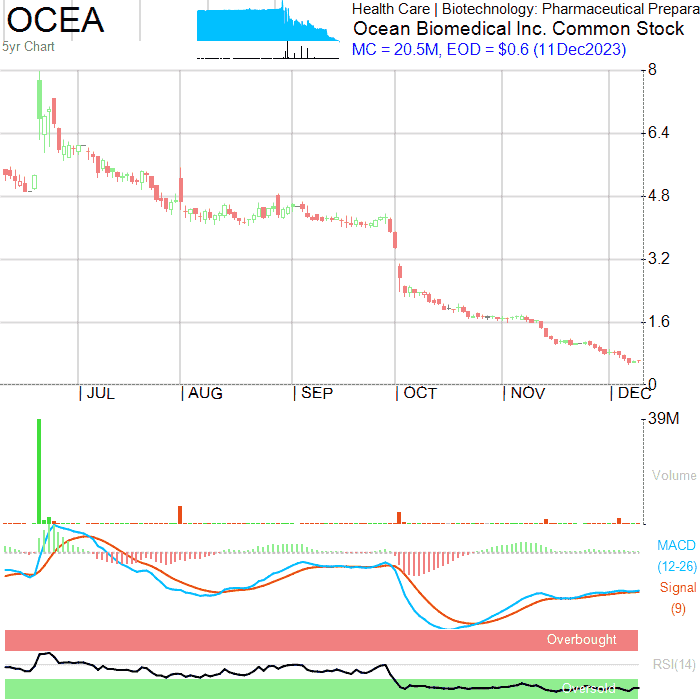 OCEA
5yr Chart
Health Care | Biotechnology: Pharmaceutical Prepara
Ocean Biomedical Inc. Common Stock
MC = 20.5M, EOD = $0.6 (11Dec2023)
8
6.4
4.8
3.2
1.6
0
JUL AUG SEP OCT NOV DEC
39M
Volume
MACD
(12-26)
Signal
(9)
Overbought
RSI(14)
Oversold